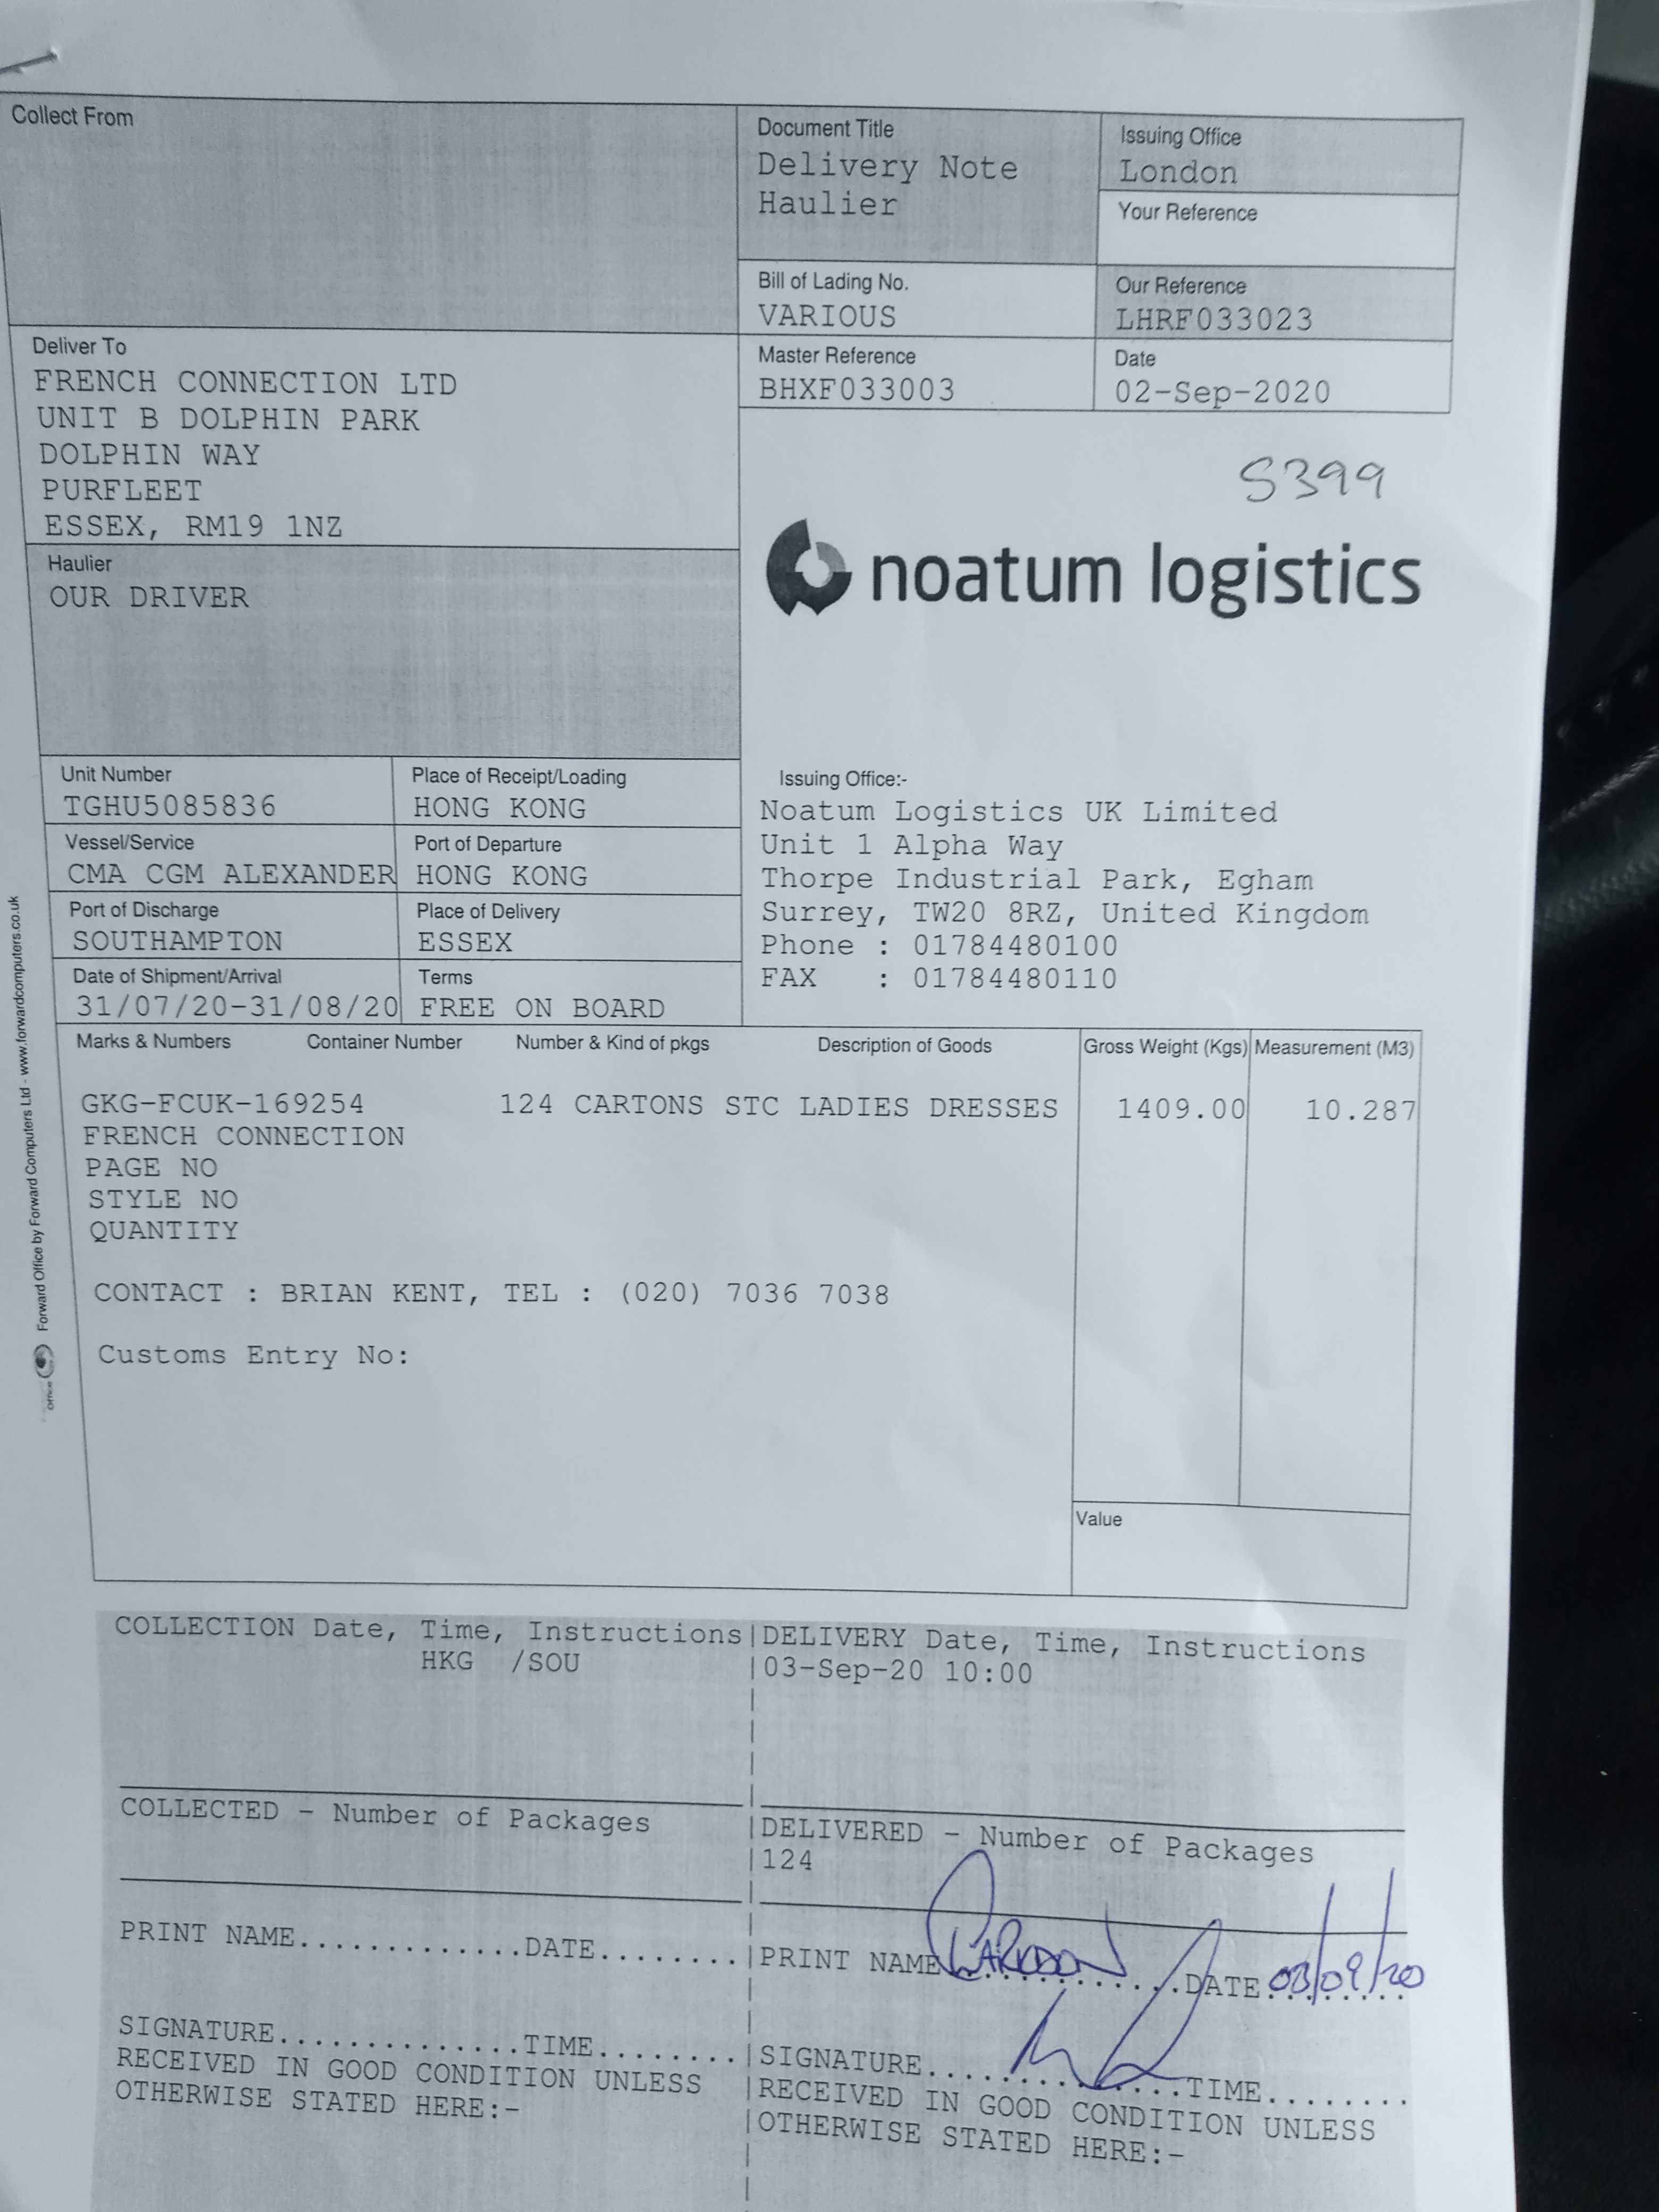 Collect From
Document Title
Delivery Note
Haulier
Issuing Office
London
Your Reference
Bill of Lading No.
VARIOUS
Our Reference
LHRF033023
Master Reference
BHXF033003
Date
02-Sep-2020
Deliver To
FRENCH CONNECTION LTD
UNIT B DOLPHIN PARK
DOLPHIN WAY
PURFLEET
ESSEX, RM19 1NZ
S399
noatum logistics
Haulier
OUR DRIVER
Unit Number
TGHU5085836
Place of Receipt/Loading
HONG KONG
Vessel/Service
CMA CGM ALEXANDER
Port of Departure
HONG KONG
Port of Discharge
SOUTHAMPTON
Place of Delivery
ESSEX
Date of Shipment/Arrival
31/07/20-31/08/20
Terms
FREE ON BOARD
Issuing Office:-
Noatum Logistics UK Limited
Unit 1 Alpha Way
Thorpe Industrial Park, Egham
Surrey, TW20 8RZ, United Kingdom
Phone : 01784480100
FAX : 01784480110
Marks & Numbers Container Number Number & Kind of pkgs Description of Goods Gross Weight (Kgs) Measurement (M3)
GKG-FCUK-169254 124 CARTONS STC LADIES DRESSES 1409.00 10.287
FRENCH CONNECTION
PAGE NO
STYLE NO
QUANTITY
CONTACT : BRIAN KENT, TEL : (020) 7036 7038
Customs Entry No:
Value
Forward Office by Forward Computers Ltd - www.forwardcomputers.co.uk
Office
COLLECTION Date, Time, Instructions
HKG /SOU
COLLECTED - Number of Packages
PRINT NAME.............DATE........
SIGNATURE..............TIME........
RECEIVED IN GOOD CONDITION UNLESS
OTHERWISE STATED HERE:-
DELIVERY Date, Time, Instructions
03-Sep-20 10:00
DELIVERED - Number of Packages
124
PRINT NAME.............DATE 03/09/20
SIGNATURE..............TIME........
RECEIVED IN GOOD CONDITION UNLESS
OTHERWISE STATED HERE:-